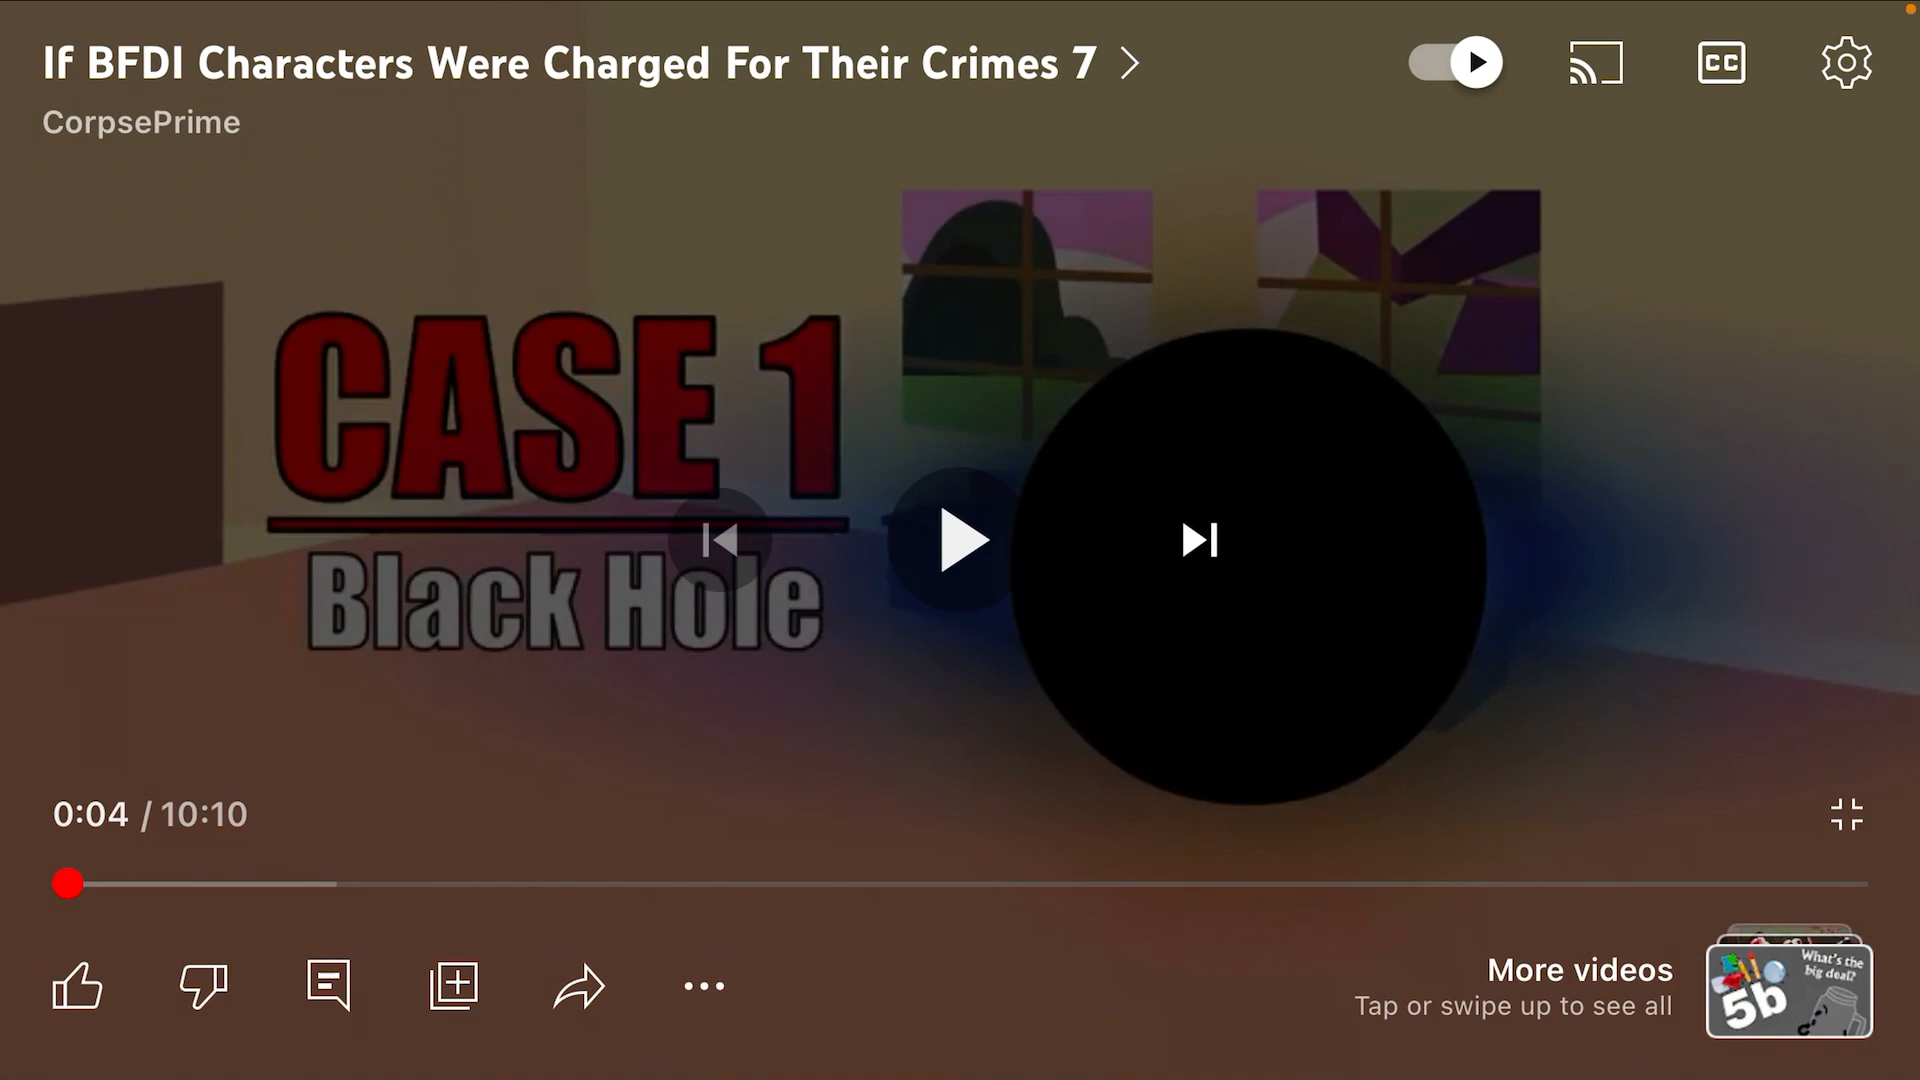 If BFDI Characters Were Charged For Their Crimes 7
CorpsePrime
CC
CASE 1
Black Hole
0:04 / 10:10
More videos
Tap or swipe up to see all
What's the
big deal?
5b